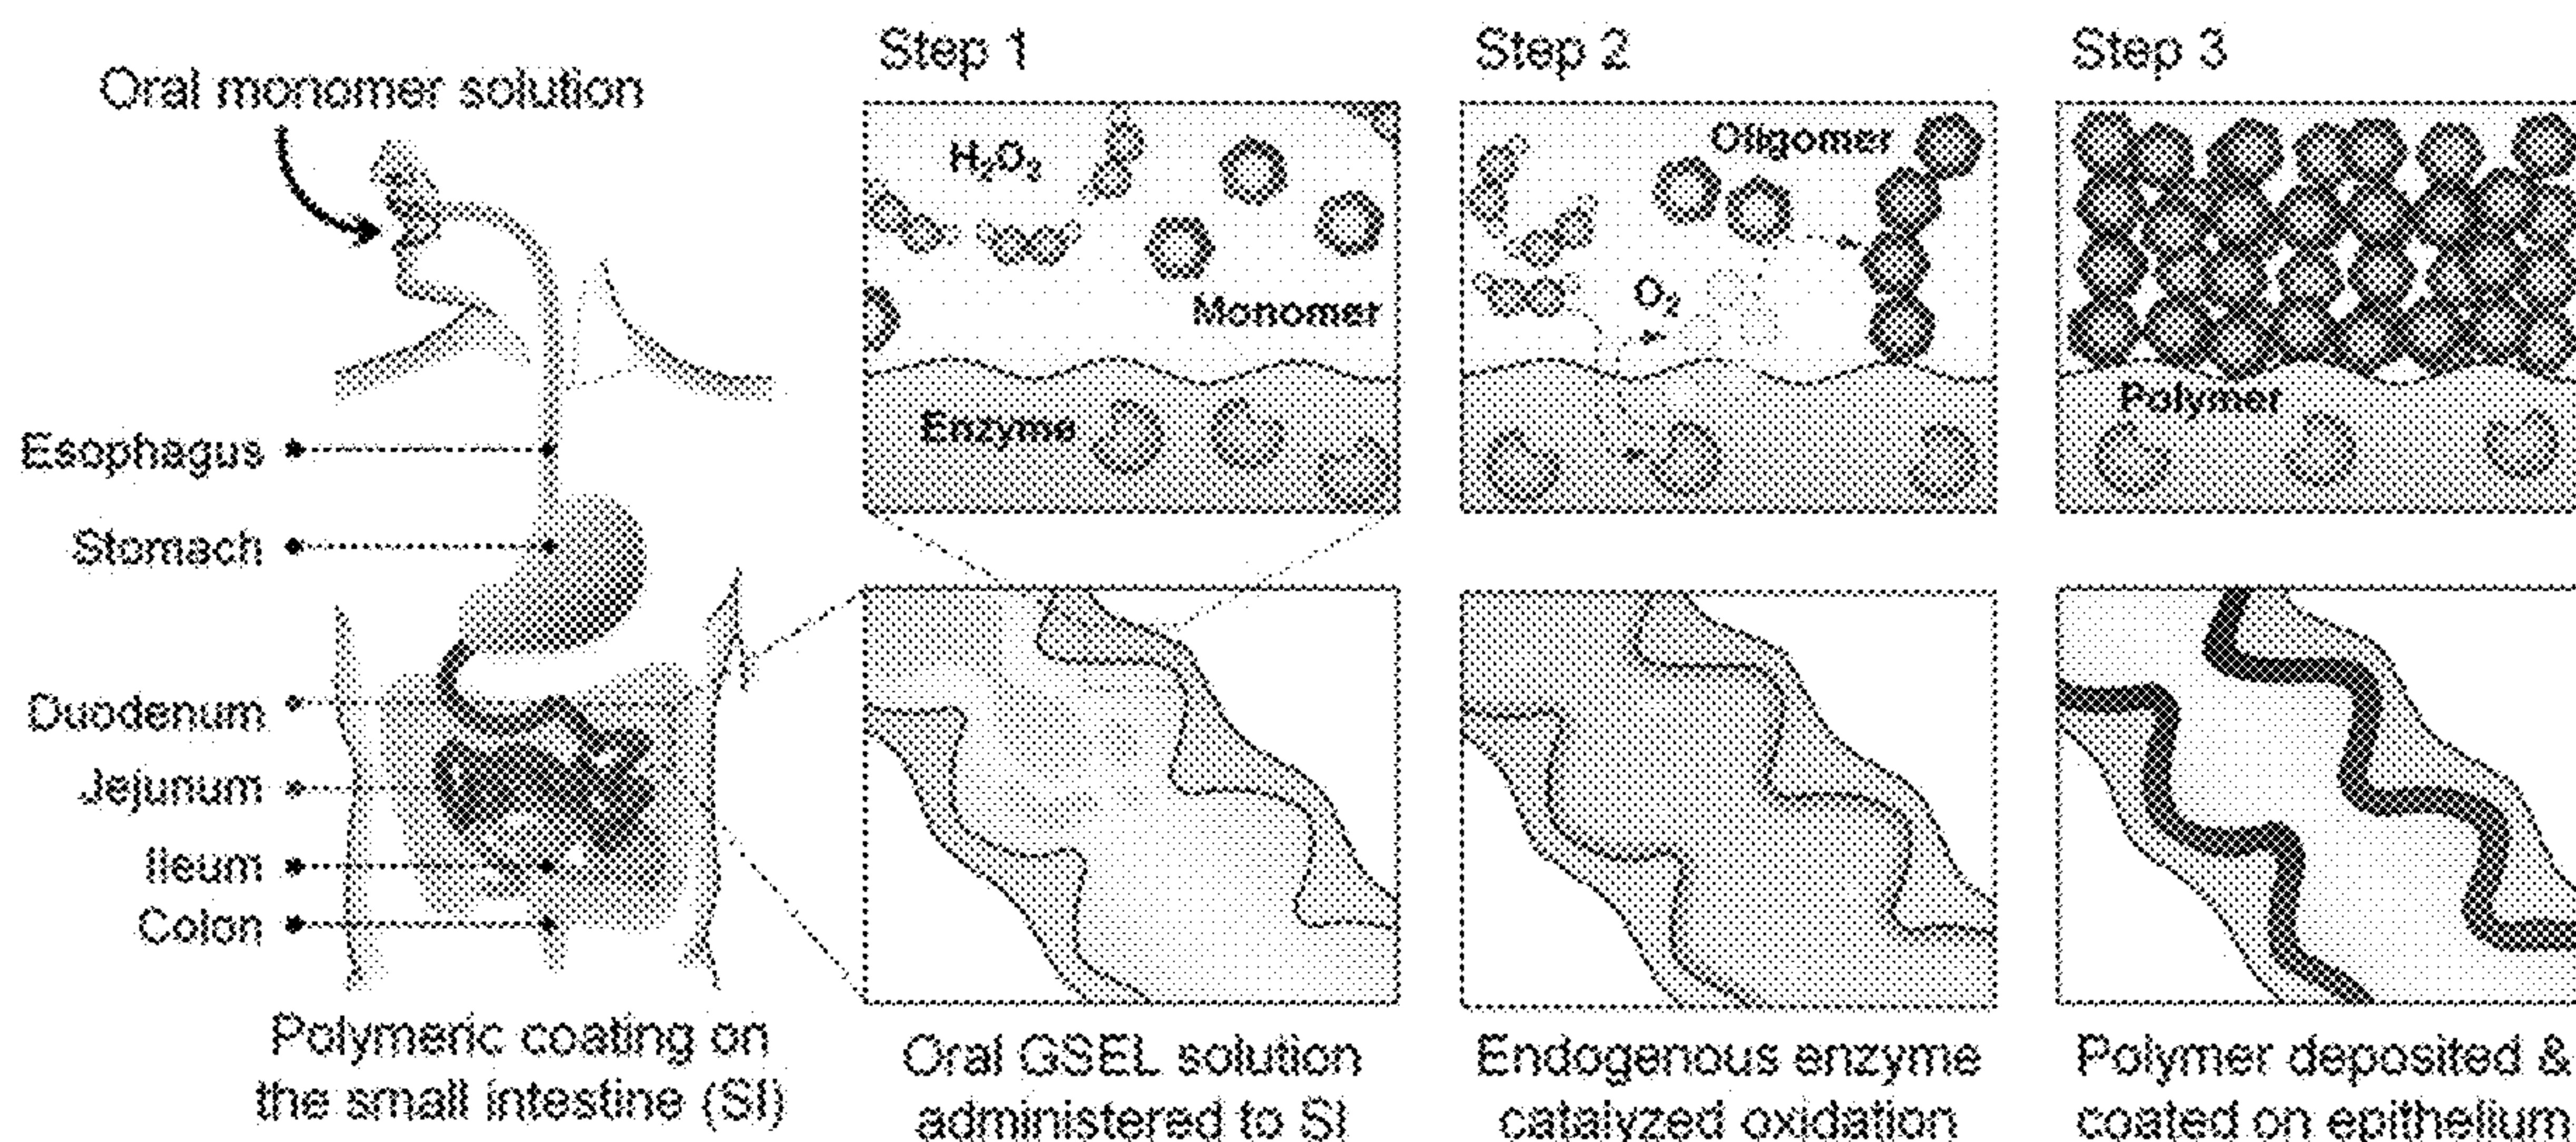 Oral monomer solution
Esophagus
Stomach
Duodenum
Jejunum
Ileum
Colon
Polymeric coating on
the small intestine (SI)
Step 1
H₂O₂
Monomer
Enzyme
Oral GSEL solution
administered to SI
Step 2
Oligomer
O₂
Endogenous enzyme
catalyzed oxidation
Step 3
Polymer
Polymer deposited &
coated on epithelium